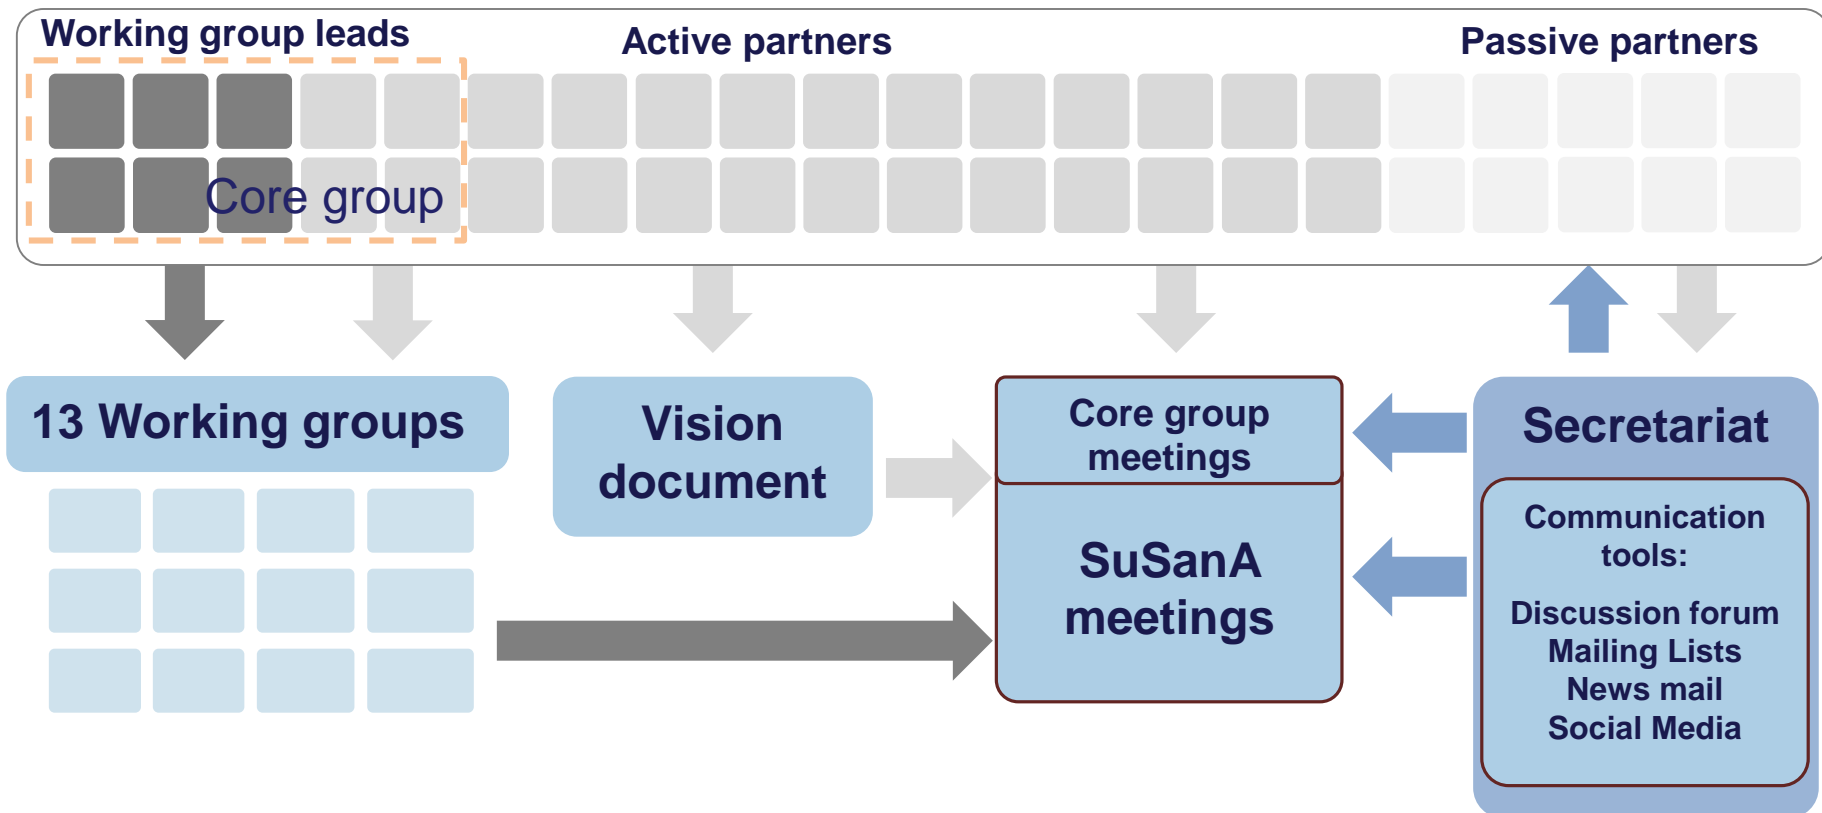 Working group leads
Active partners
Passive partners
Core group
13 Working groups
Vision
document
Core group
meetings
SuSanA
meetings
Secretariat
Communication
tools:
Discussion forum
Mailing Lists
News mail
Social Media